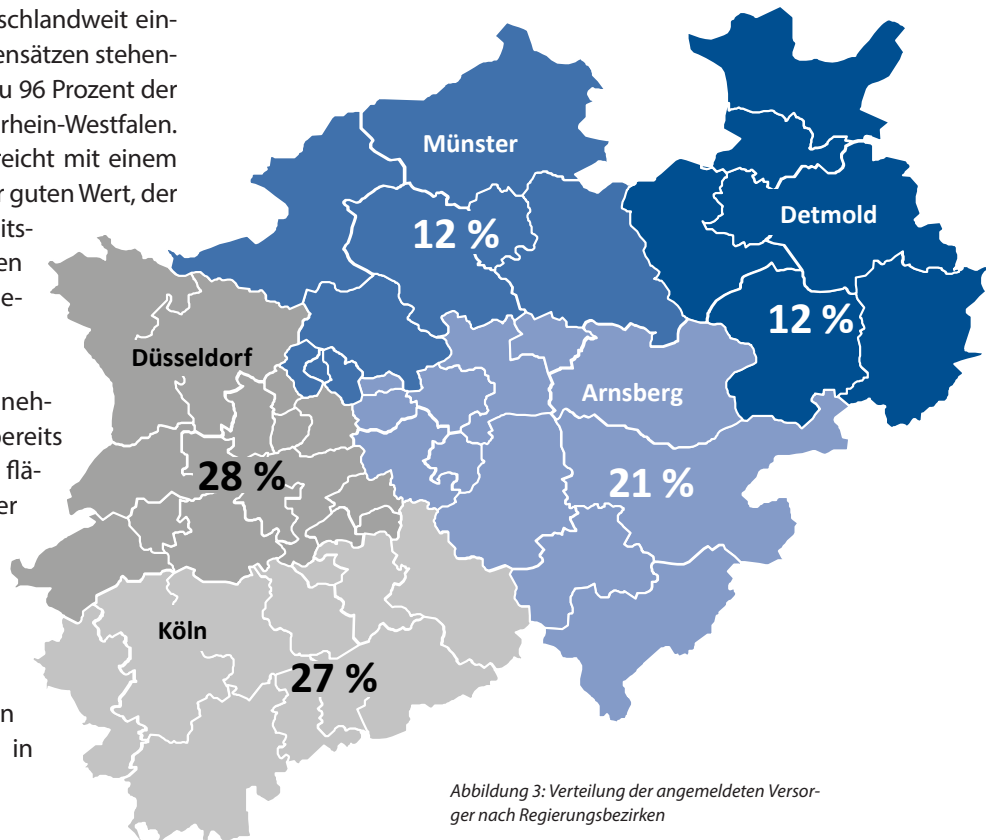 schlandweit ein-
ensätzen stehen-
u 96 Prozent der
rhein-Westfalen.
reicht mit einem
r guten Wert, der
its-
en
e-
neh-
bereits
flä-
er
n
in
Münster
12 %
Detmold
12 %
Düsseldorf
28 %
Arnsberg
21 %
Köln
27 %
Abbildung 3: Verteilung der angemeldeten Versor-
ger nach Regierungsbezirken